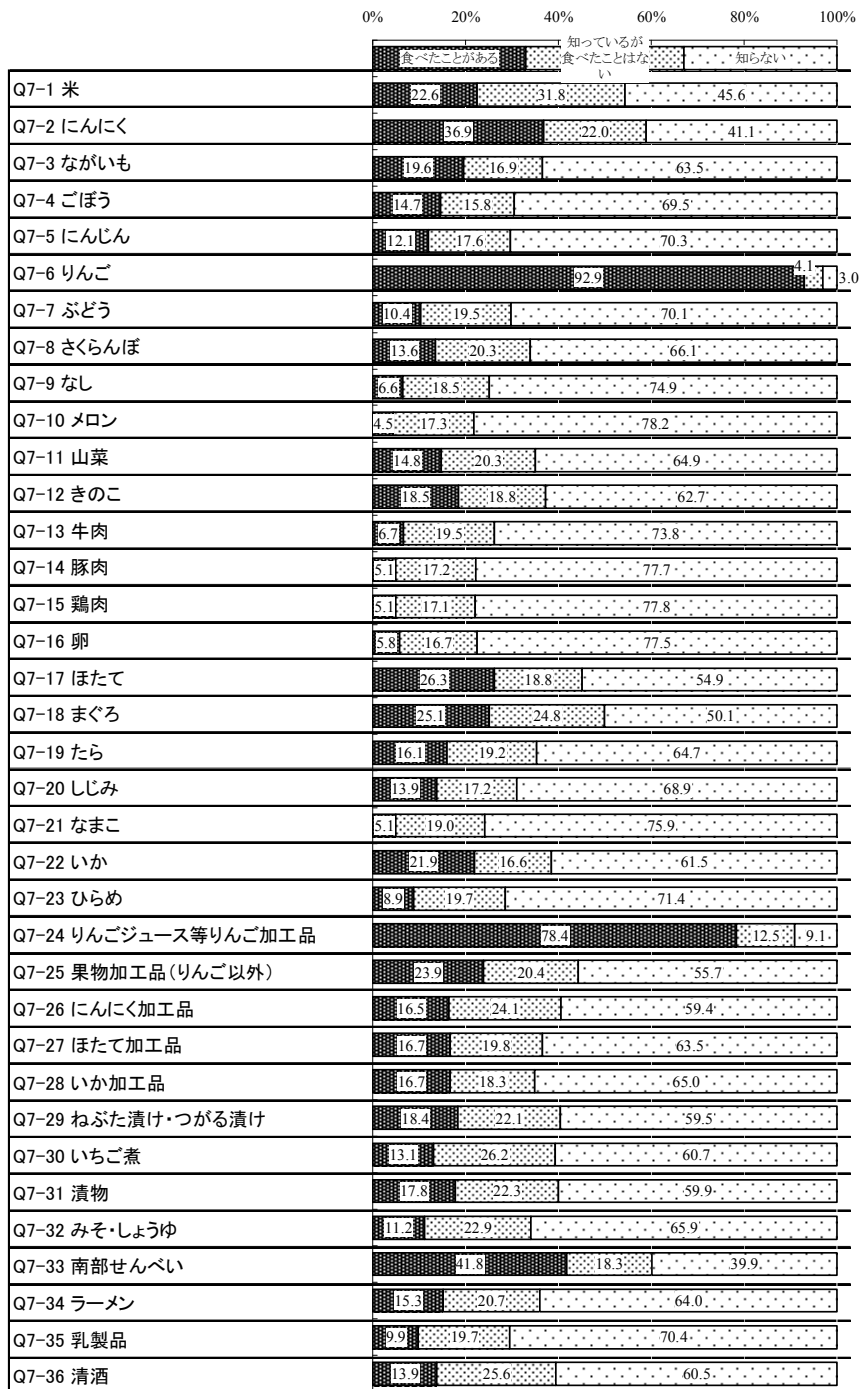 0% 20% 40% 60% 80% 100%
食べたことがある
知っているが
食べたことはな
い
知らない
Q7-1 米 22.6 31.8 45.6
Q7-2 にんにく 36.9 22.0 41.1
Q7-3 ながいも 19.6 16.9 63.5
Q7-4 ごぼう 14.7 15.8 69.5
Q7-5 にんじん 12.1 17.6 70.3
Q7-6 りんご 92.9 4.1 3.0
Q7-7 ぶどう 10.4 19.5 70.1
Q7-8 さくらんぼ 13.6 20.3 66.1
Q7-9 なし 6.6 18.5 74.9
Q7-10 メロン 4.5 17.3 78.2
Q7-11 山菜 14.8 20.3 64.9
Q7-12 きのこ 18.5 18.8 62.7
Q7-13 牛肉 6.7 19.5 73.8
Q7-14 豚肉 5.1 17.2 77.7
Q7-15 鶏肉 5.1 17.1 77.8
Q7-16 卵 5.8 16.7 77.5
Q7-17 ほたて 26.3 18.8 54.9
Q7-18 まぐろ 25.1 24.8 50.1
Q7-19 たら 16.1 19.2 64.7
Q7-20 しじみ 13.9 17.2 68.9
Q7-21 なまこ 5.1 19.0 75.9
Q7-22 いか 21.9 16.6 61.5
Q7-23 ひらめ 8.9 19.7 71.4
Q7-24 りんごジュース等りんご加工品 78.4 12.5 9.1
Q7-25 果物加工品(りんご以外) 23.9 20.4 55.7
Q7-26 にんにく加工品 16.5 24.1 59.4
Q7-27 ほたて加工品 16.7 19.8 63.5
Q7-28 いか加工品 16.7 18.3 65.0
Q7-29 ねぶた漬け・つがる漬け 18.4 22.1 59.5
Q7-30 いちご煮 13.1 26.2 60.7
Q7-31 漬物 17.8 22.3 59.9
Q7-32 みそ・しょうゆ 11.2 22.9 65.9
Q7-33 南部せんべい 41.8 18.3 39.9
Q7-34 ラーメン 15.3 20.7 64.0
Q7-35 乳製品 9.9 19.7 70.4
Q7-36 清酒 13.9 25.6 60.5